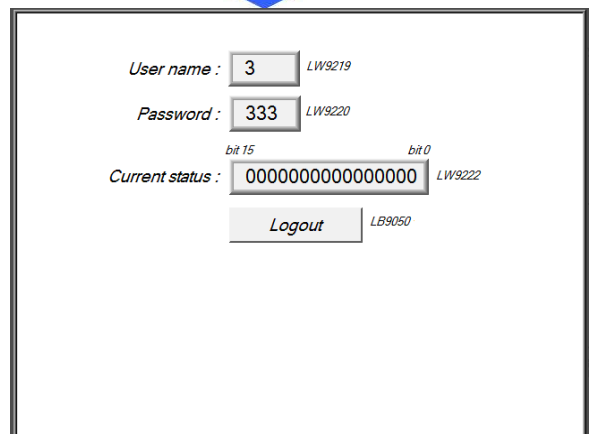 User name : 3 LW9219
Password : 333 LW9220
bit 15 bit 0
Current status : 0000000000000000 LW9222
Logout LB9050